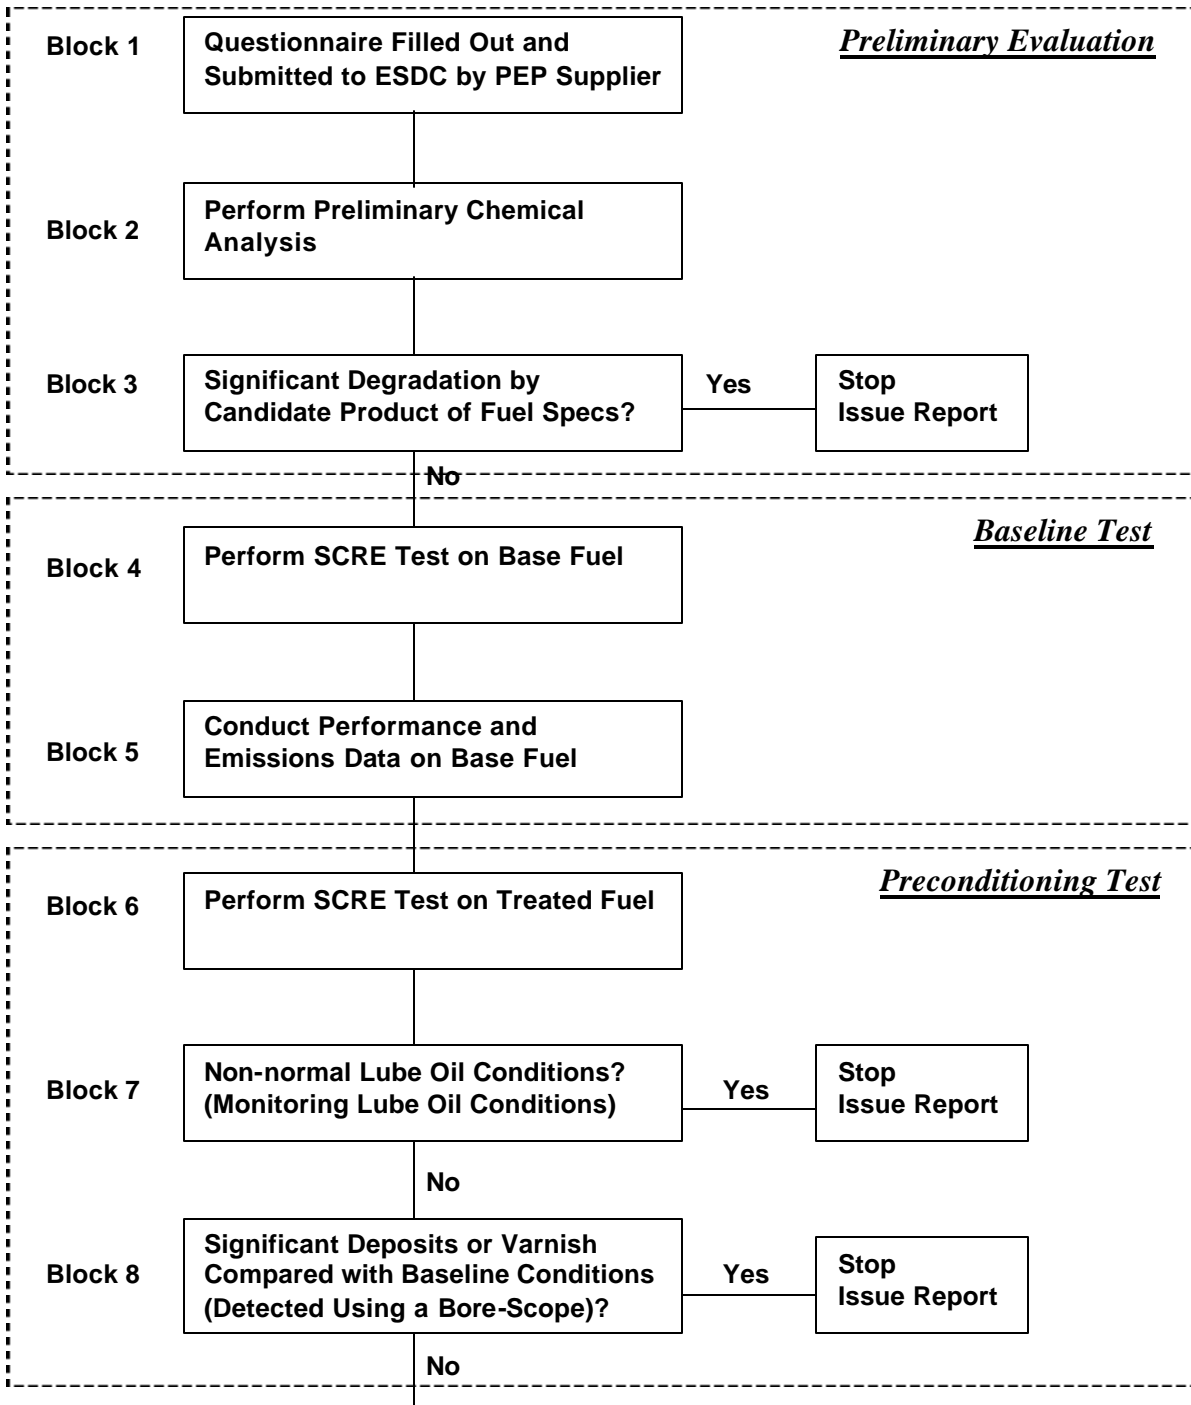 Preliminary Evaluation
Block 1
Questionnaire Filled Out and
Submitted to ESDC by PEP Supplier
Block 2
Perform Preliminary Chemical
Analysis
Block 3
Significant Degradation by
Candidate Product of Fuel Specs?
Yes
Stop
Issue Report
No
Baseline Test
Block 4
Perform SCRE Test on Base Fuel
Block 5
Conduct Performance and
Emissions Data on Base Fuel
Preconditioning Test
Block 6
Perform SCRE Test on Treated Fuel
Block 7
Non-normal Lube Oil Conditions?
(Monitoring Lube Oil Conditions)
Yes
Stop
Issue Report
No
Block 8
Significant Deposits or Varnish
Compared with Baseline Conditions
(Detected Using a Bore-Scope)?
Yes
Stop
Issue Report
No